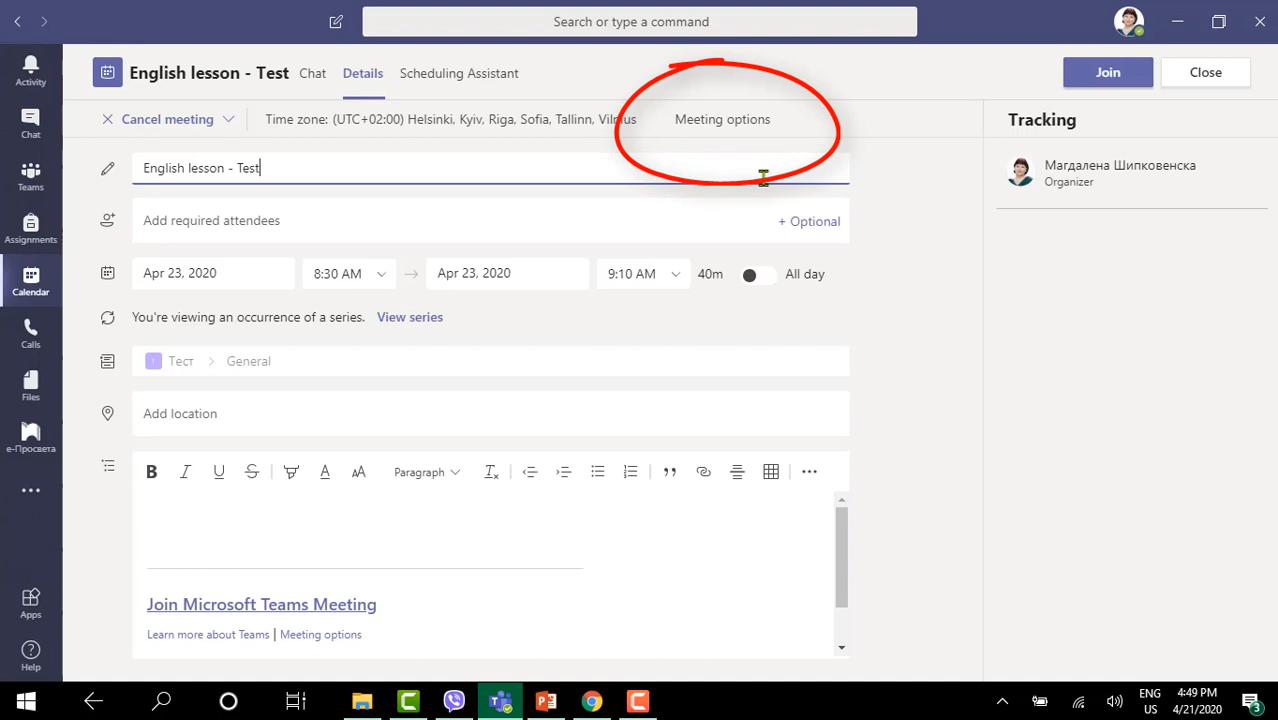 Search or type a command
Activity
Chat
Teams
Assignments
Calendar
Calls
Files
е-Просвета
Apps
Help
English lesson - Test
Chat
Details
Scheduling Assistant
Join
Close
Cancel meeting
Time zone: (UTC+02:00) Helsinki, Kyiv, Riga, Sofia, Tallinn, Vilnius
Meeting options
Tracking
English lesson - Test
Магдалена Шипковенска
Organizer
Add required attendees
+ Optional
Apr 23, 2020
8:30 AM
Apr 23, 2020
9:10 AM
40m
All day
You're viewing an occurrence of a series. View series
Тест > General
Add location
B I U S A AA Paragraph
Join Microsoft Teams Meeting
Learn more about Teams | Meeting options
ENG
US
4:49 PM
4/21/2020
3